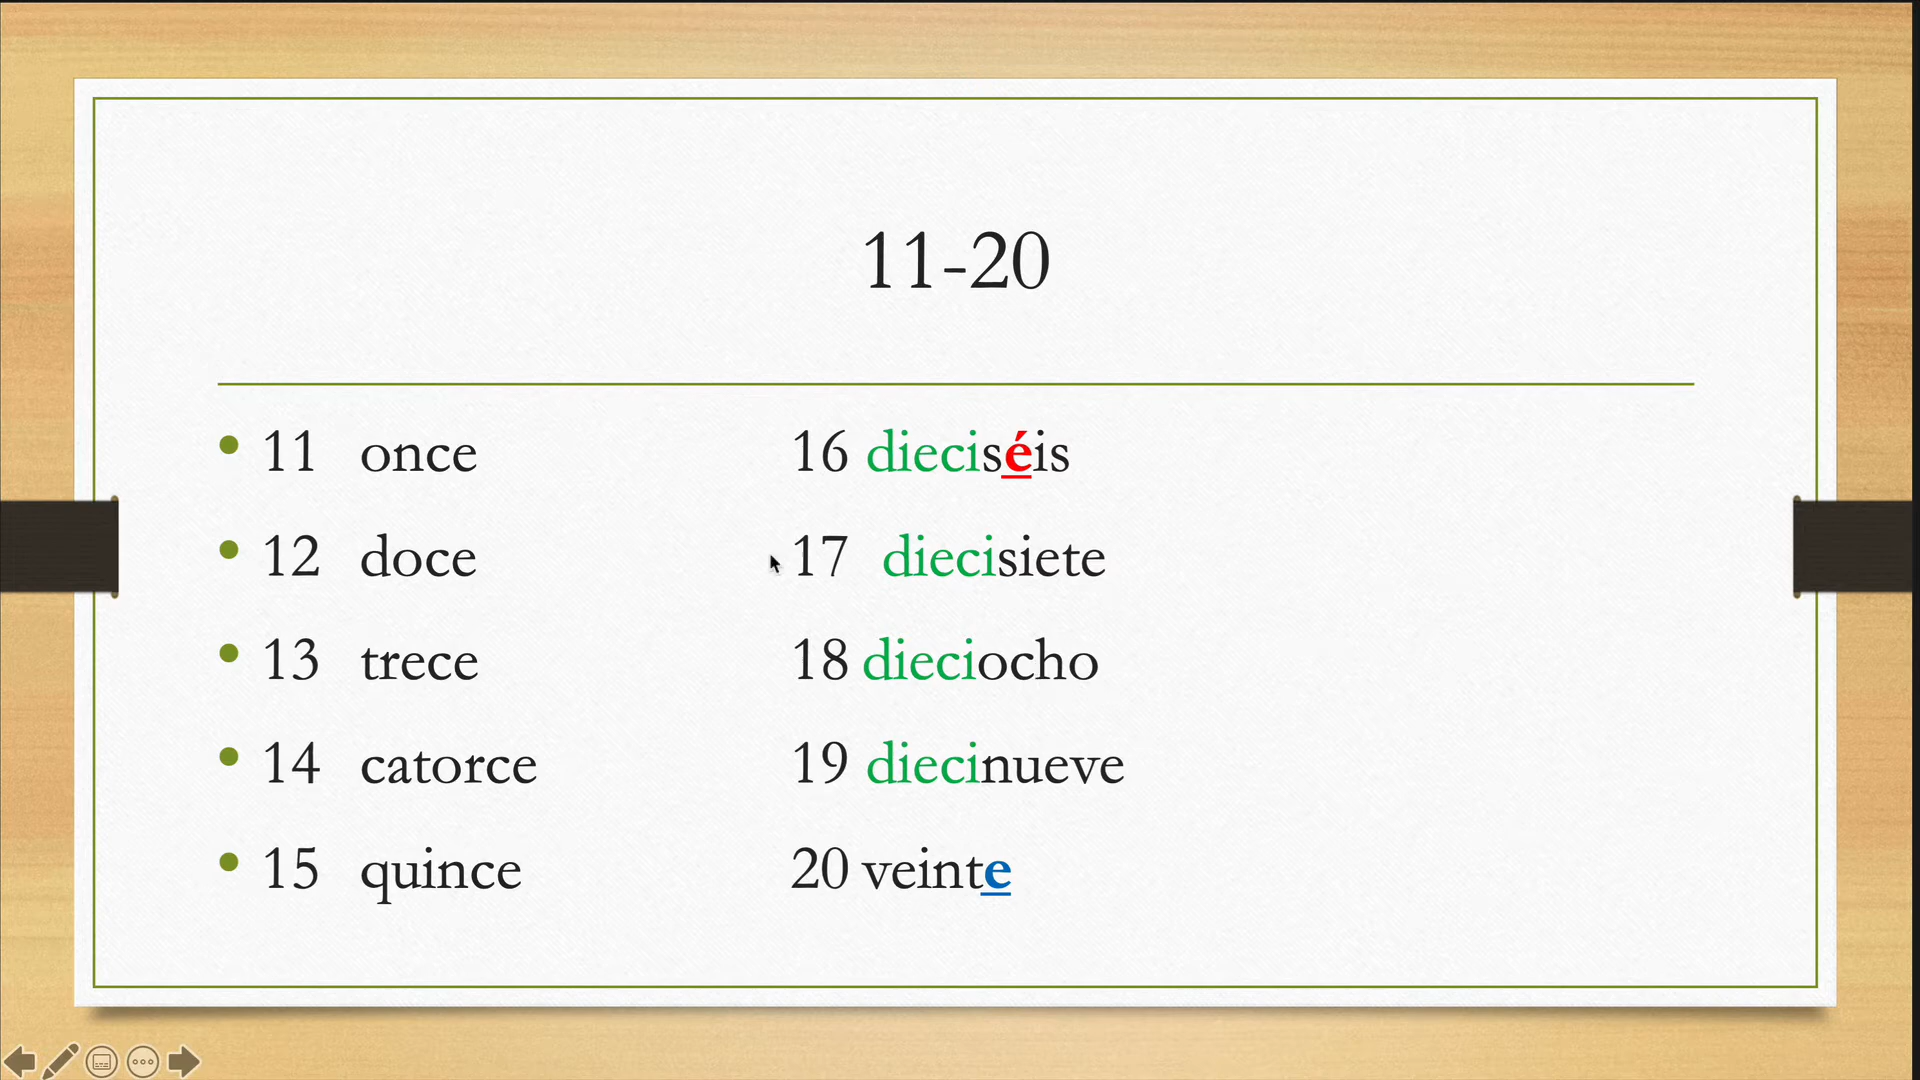 11-20
11 once
12 doce
13 trece
14 catorce
15 quince
16 dieciséis
17 diecisiete
18 dieciocho
19 diecinueve
20 veinte